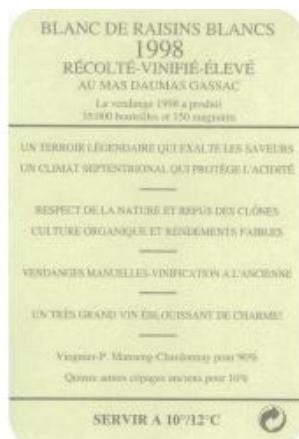 BLANC DE RAISINS BLANCS
1998
RÉCOLTÉ-VINIFIÉ-ÉLEVÉ
AU MAS DAUMAS GASSAC
La vendange 1998 a produit
35.000 bouteilles et 150 magnums
UN TERROIR LÉGENDAIRE QUI EXALTE LES SAVEURS
UN CLIMAT SEPTENTRIONAL QUI PROTÈGE L'ACIDITÉ
RESPECT DE LA NATURE ET REFUS DES CLÔNES
CULTURE ORGANIQUE ET RENDEMENTS FAIBLES
VENDANGES MANUELLES-VINIFICATION A L'ANCIENNE
UN TRÈS GRAND VIN ÉBLOUISSANT DE CHARME!
Viognier-P. Manseng-Chardonnay pour 90%
Quinze autres cépages anciens pour 10%
SERVIR A 10°/12°C